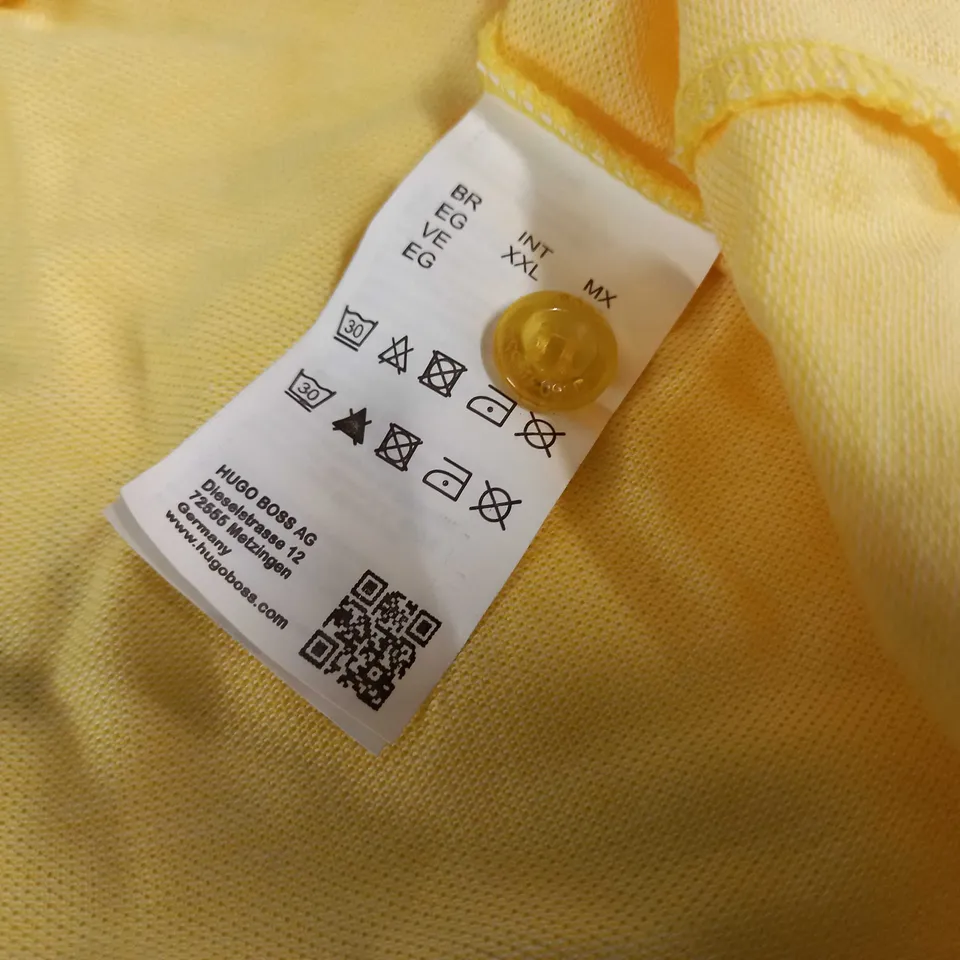 BR
EG
VE
EG
INT
XXL
MX
30
30
HUGO BOSS AG
Dieselstrasse 12
72555 Metzingen
Germany
www.hugoboss.com